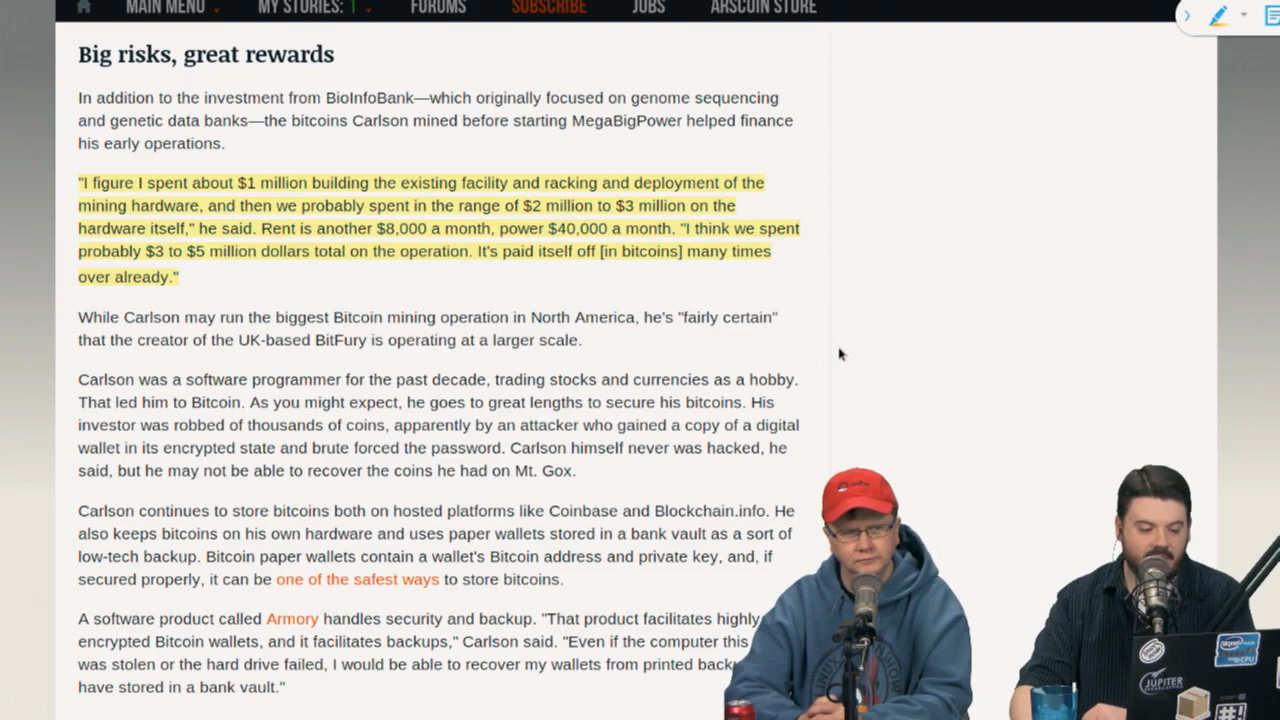 MAIN MENU
MY STORIES: 1
FORUMS
SUBSCRIBE
JOBS
ARSCOIN STORE
Big risks, great rewards
In addition to the investment from BioInfoBank—which originally focused on genome sequencing
and genetic data banks—the bitcoins Carlson mined before starting MegaBigPower helped finance
his early operations.
"I figure I spent about $1 million building the existing facility and racking and deployment of the
mining hardware, and then we probably spent in the range of $2 million to $3 million on the
hardware itself," he said. Rent is another $8,000 a month, power $40,000 a month. "I think we spent
probably $3 to $5 million dollars total on the operation. It's paid itself off [in bitcoins] many times
over already."
While Carlson may run the biggest Bitcoin mining operation in North America, he's "fairly certain"
that the creator of the UK-based BitFury is operating at a larger scale.
Carlson was a software programmer for the past decade, trading stocks and currencies as a hobby.
That led him to Bitcoin. As you might expect, he goes to great lengths to secure his bitcoins. His
investor was robbed of thousands of coins, apparently by an attacker who gained a copy of a digital
wallet in its encrypted state and brute forced the password. Carlson himself never was hacked, he
said, but he may not be able to recover the coins he had on Mt. Gox.
Carlson continues to store bitcoins both on hosted platforms like Coinbase and Blockchain.info. He
also keeps bitcoins on his own hardware and uses paper wallets stored in a bank vault as a sort of
low-tech backup. Bitcoin paper wallets contain a wallet's Bitcoin address and private key, and, if
secured properly, it can be one of the safest ways to store bitcoins.
A software product called Armory handles security and backup. "That product facilitates highly
encrypted Bitcoin wallets, and it facilitates backups," Carlson said. "Even if the computer this
was stolen or the hard drive failed, I would be able to recover my wallets from printed back
have stored in a bank vault."
JUPITER
#!